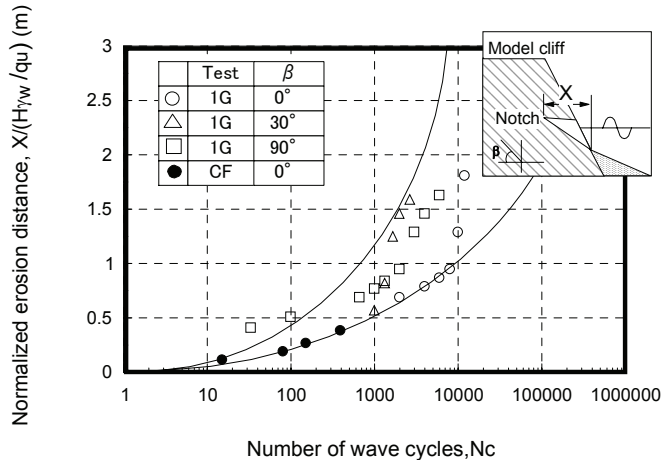 Normalized erosion distance, X/(Hγw /qu) (m)
3
2.5
2
1.5
1
0.5
0
1
10
100
1000
10000
100000
1000000
Number of wave cycles,Nc
Test β
1G 0°
1G 30°
1G 90°
CF 0°
Model cliff
X
Notch
β